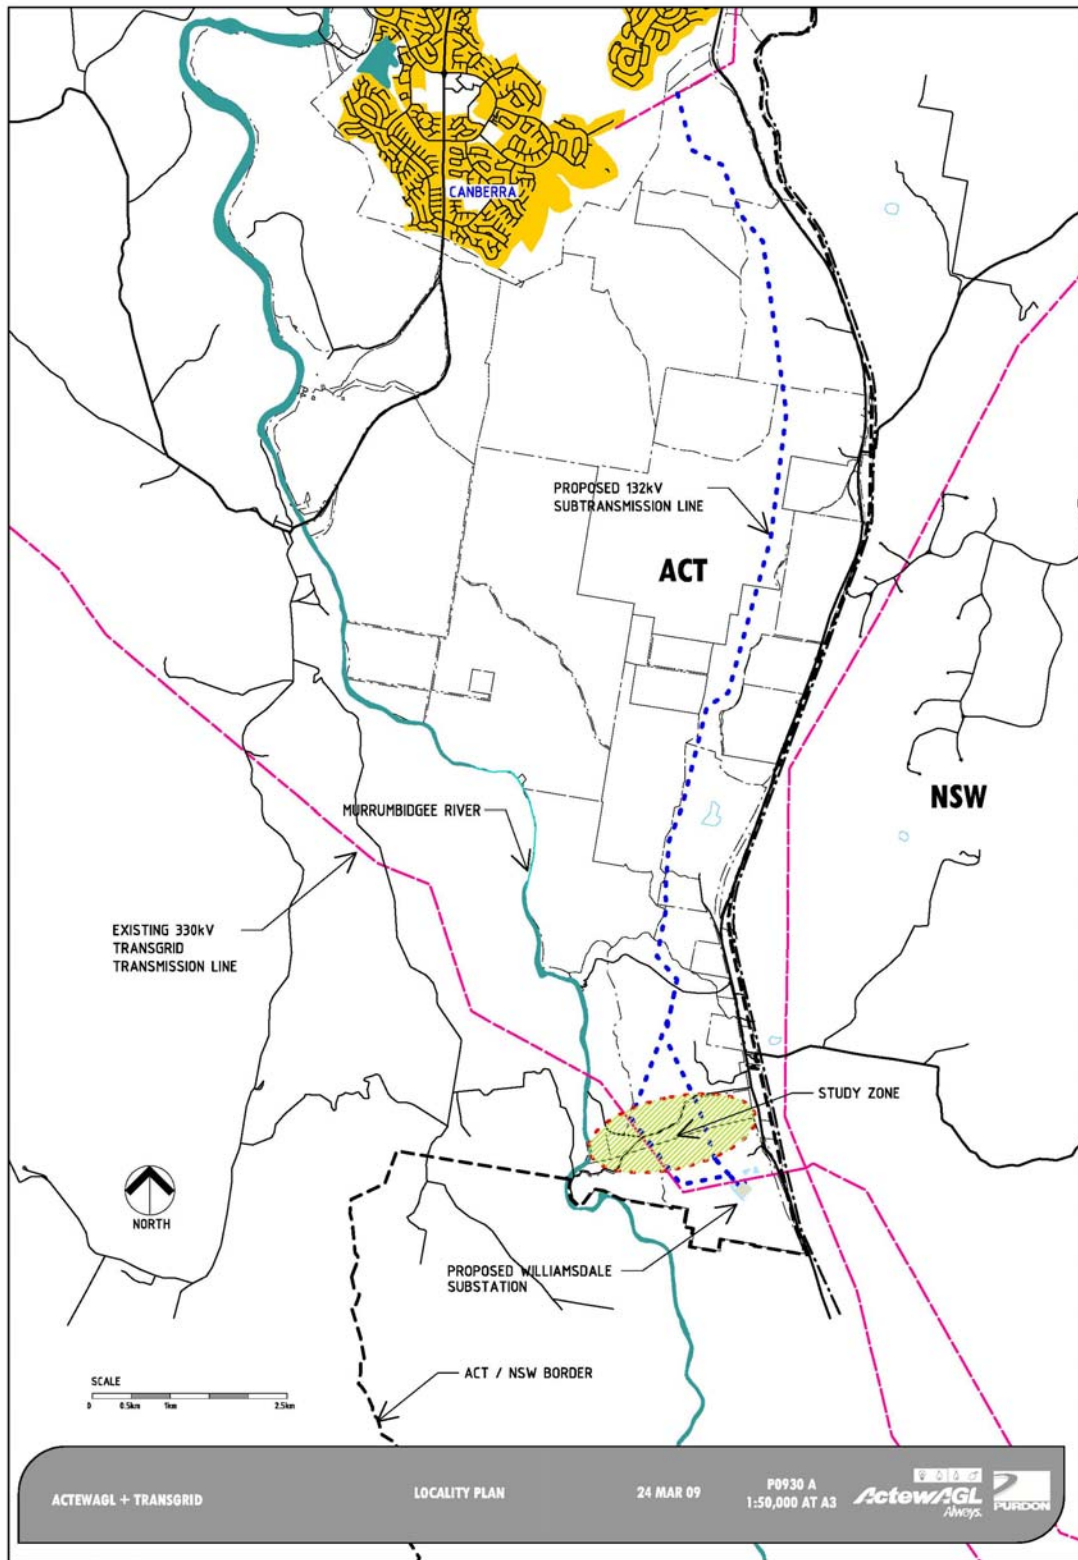 CANBERRA
PROPOSED 132kV
SUBTRANSMISSION LINE
ACT
NSW
MURRUMBIDGEE RIVER
EXISTING 330kV
TRANSGRID
TRANSMISSION LINE
STUDY ZONE
NORTH
PROPOSED WILLIAMSDALE
SUBSTATION
ACT / NSW BORDER
SCALE
0 0.5km 1km 2.5km
ACTEWAGL + TRANSGRID
LOCALITY PLAN
24 MAR 09
P0930 A
1:50,000 AT A3
ActewAGL
Always.
PURDON